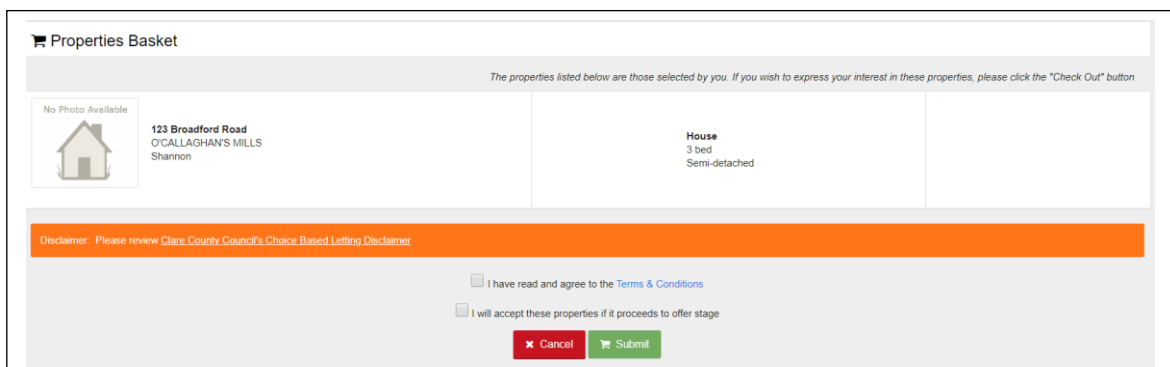 Properties Basket
The properties listed below are those selected by you. If you wish to express your interest in these properties, please click the "Check Out" button
No Photo Available
123 Broadford Road
O'CALLAGHAN'S MILLS
Shannon
House
3 bed
Semi-detached
Disclaimer: Please review Clare County Council's Choice Based Letting Disclaimer
I have read and agree to the Terms & Conditions
I will accept these properties if it proceeds to offer stage
Cancel
Submit